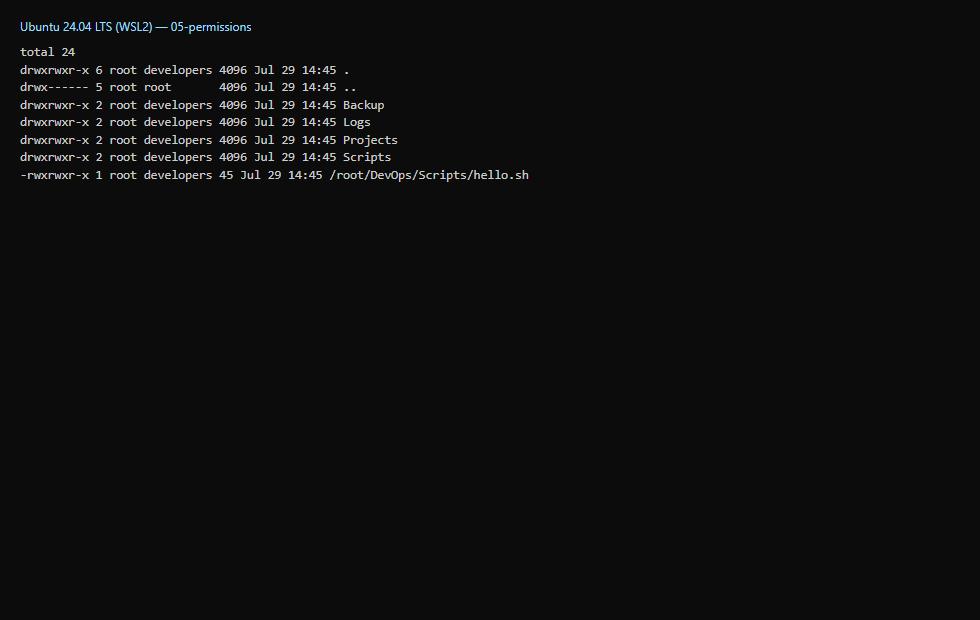 Ubuntu 24.04 LTS (WSL2) — 05-permissions
total 24
drwxrwxr-x 6 root developers 4096 Jul 29 14:45 .
drwx------ 5 root root       4096 Jul 29 14:45 ..
drwxrwxr-x 2 root developers 4096 Jul 29 14:45 Backup
drwxrwxr-x 2 root developers 4096 Jul 29 14:45 Logs
drwxrwxr-x 2 root developers 4096 Jul 29 14:45 Projects
drwxrwxr-x 2 root developers 4096 Jul 29 14:45 Scripts
-rwxrwxr-x 1 root developers 45 Jul 29 14:45 /root/DevOps/Scripts/hello.sh